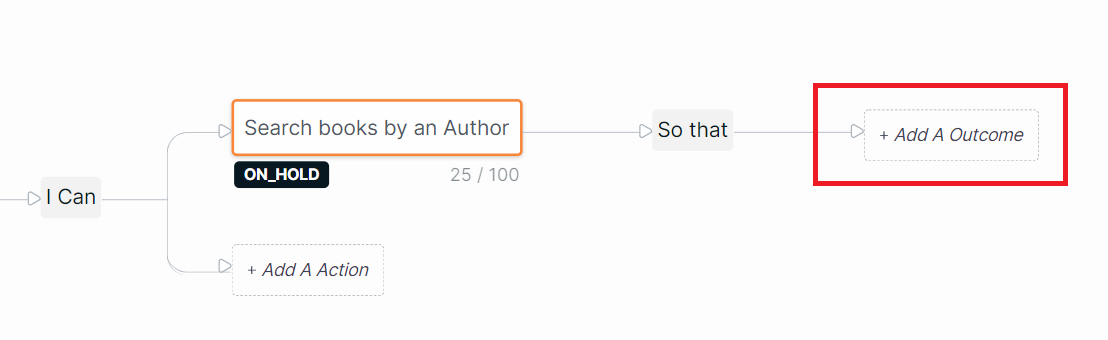 Search books by an Author
So that
+ Add A Outcome
ON_HOLD
25 / 100
I Can
+ Add A Action